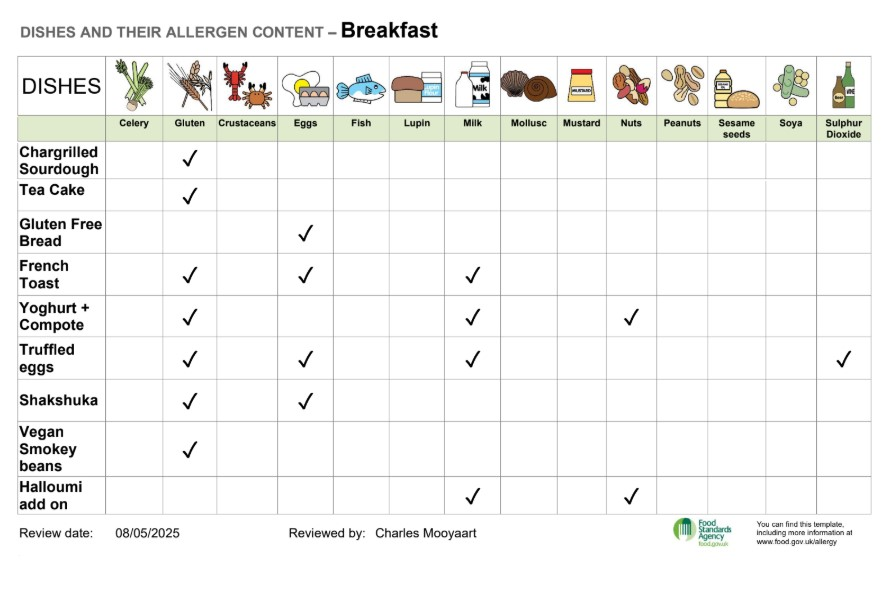 DISHES AND THEIR ALLERGEN CONTENT – Breakfast
DISHES
Milk
MUSTARD
Celery Gluten Crustaceans Eggs Fish Lupin Milk Mollusc Mustard Nuts Peanuts Sesame seeds Soya Sulphur Dioxide
Chargrilled
Sourdough ✓
Tea Cake ✓
Gluten Free
Bread ✓
French
Toast ✓ ✓ ✓
Yoghurt +
Compote ✓ ✓ ✓
Truffled
eggs ✓ ✓ ✓ ✓
Shakshuka ✓ ✓
Vegan
Smokey
beans ✓
Halloumi
add on ✓ ✓
Review date: 08/05/2025 Reviewed by: Charles Mooyaart
Food
Standards
Agency
food.gov.uk
You can find this template,
including more information at
www.food.gov.uk/allergy